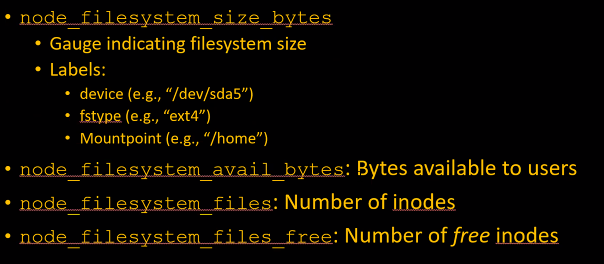 • node_filesystem_size_bytes
• Gauge indicating filesystem size
• Labels:
• device (e.g., “/dev/sda5”)
• fstype (e.g., “ext4”)
• Mountpoint (e.g., “/home”)
• node_filesystem_avail_bytes: Bytes available to users
• node_filesystem_files: Number of inodes
• node_filesystem_files_free: Number of free inodes